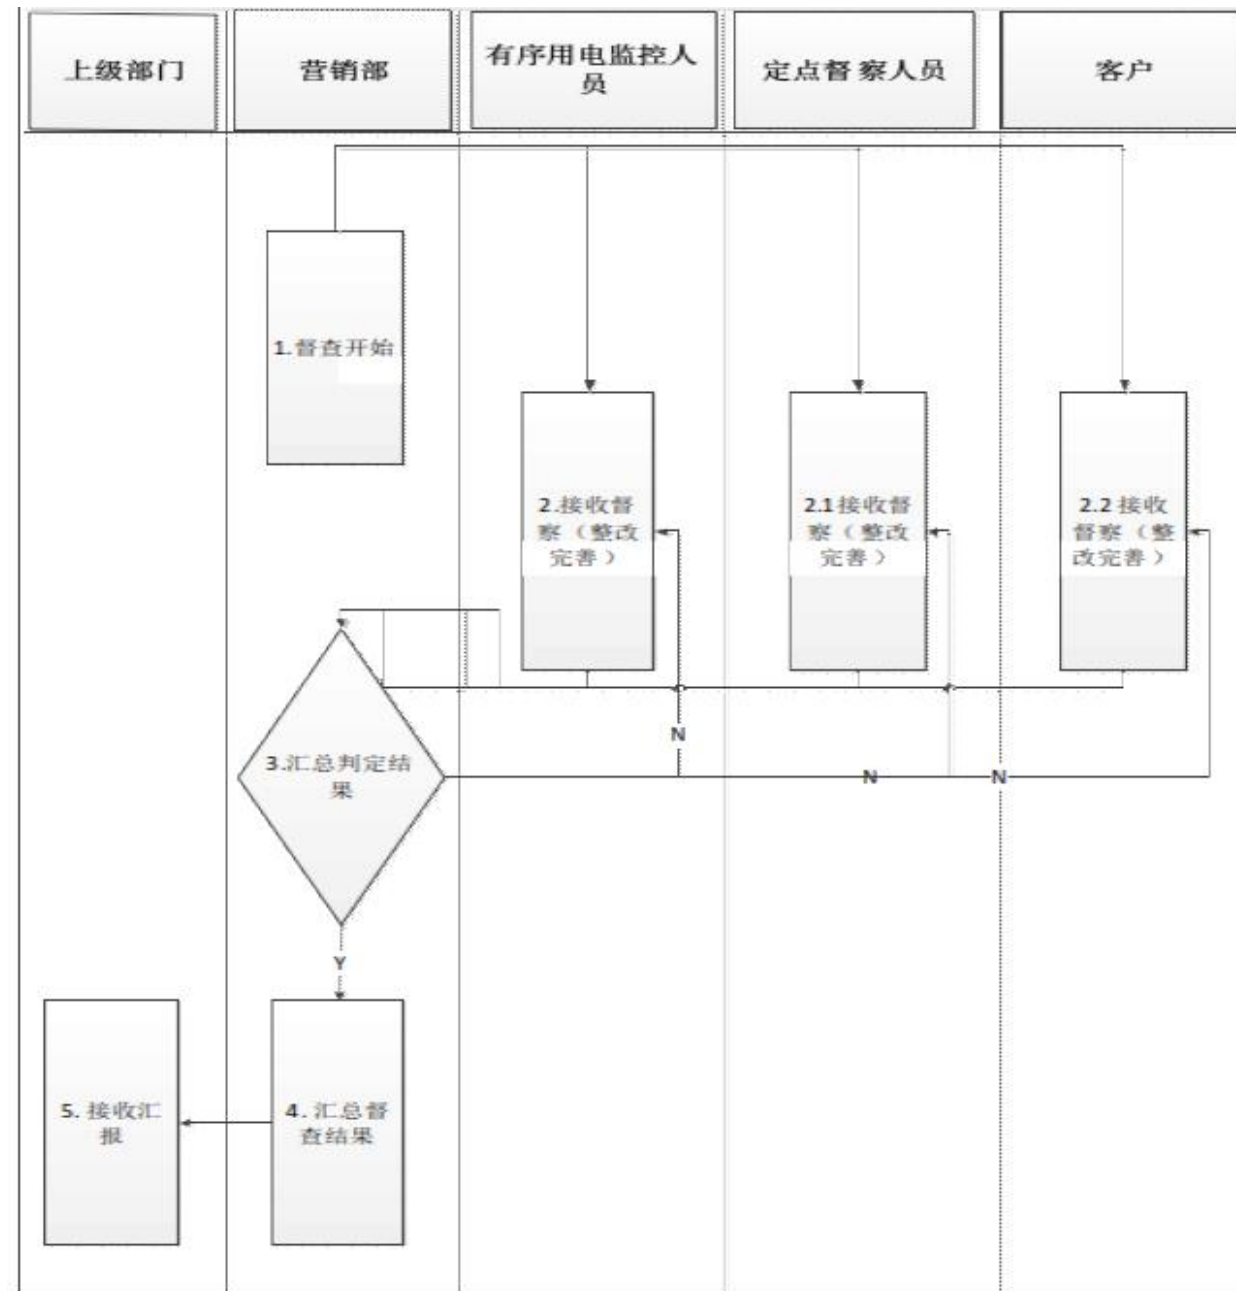 上级部门
营销部
有序用电监控人
员
定点督察人员
客户
1.督查开始
2.接收督
察（整改
完善）
2.1接收督
察（整改
完善）
2.2 接收
督察（整
改完善）
N
3.汇总判定结
果
N
N
Y
5. 接收汇
报
4. 汇总督
查结果